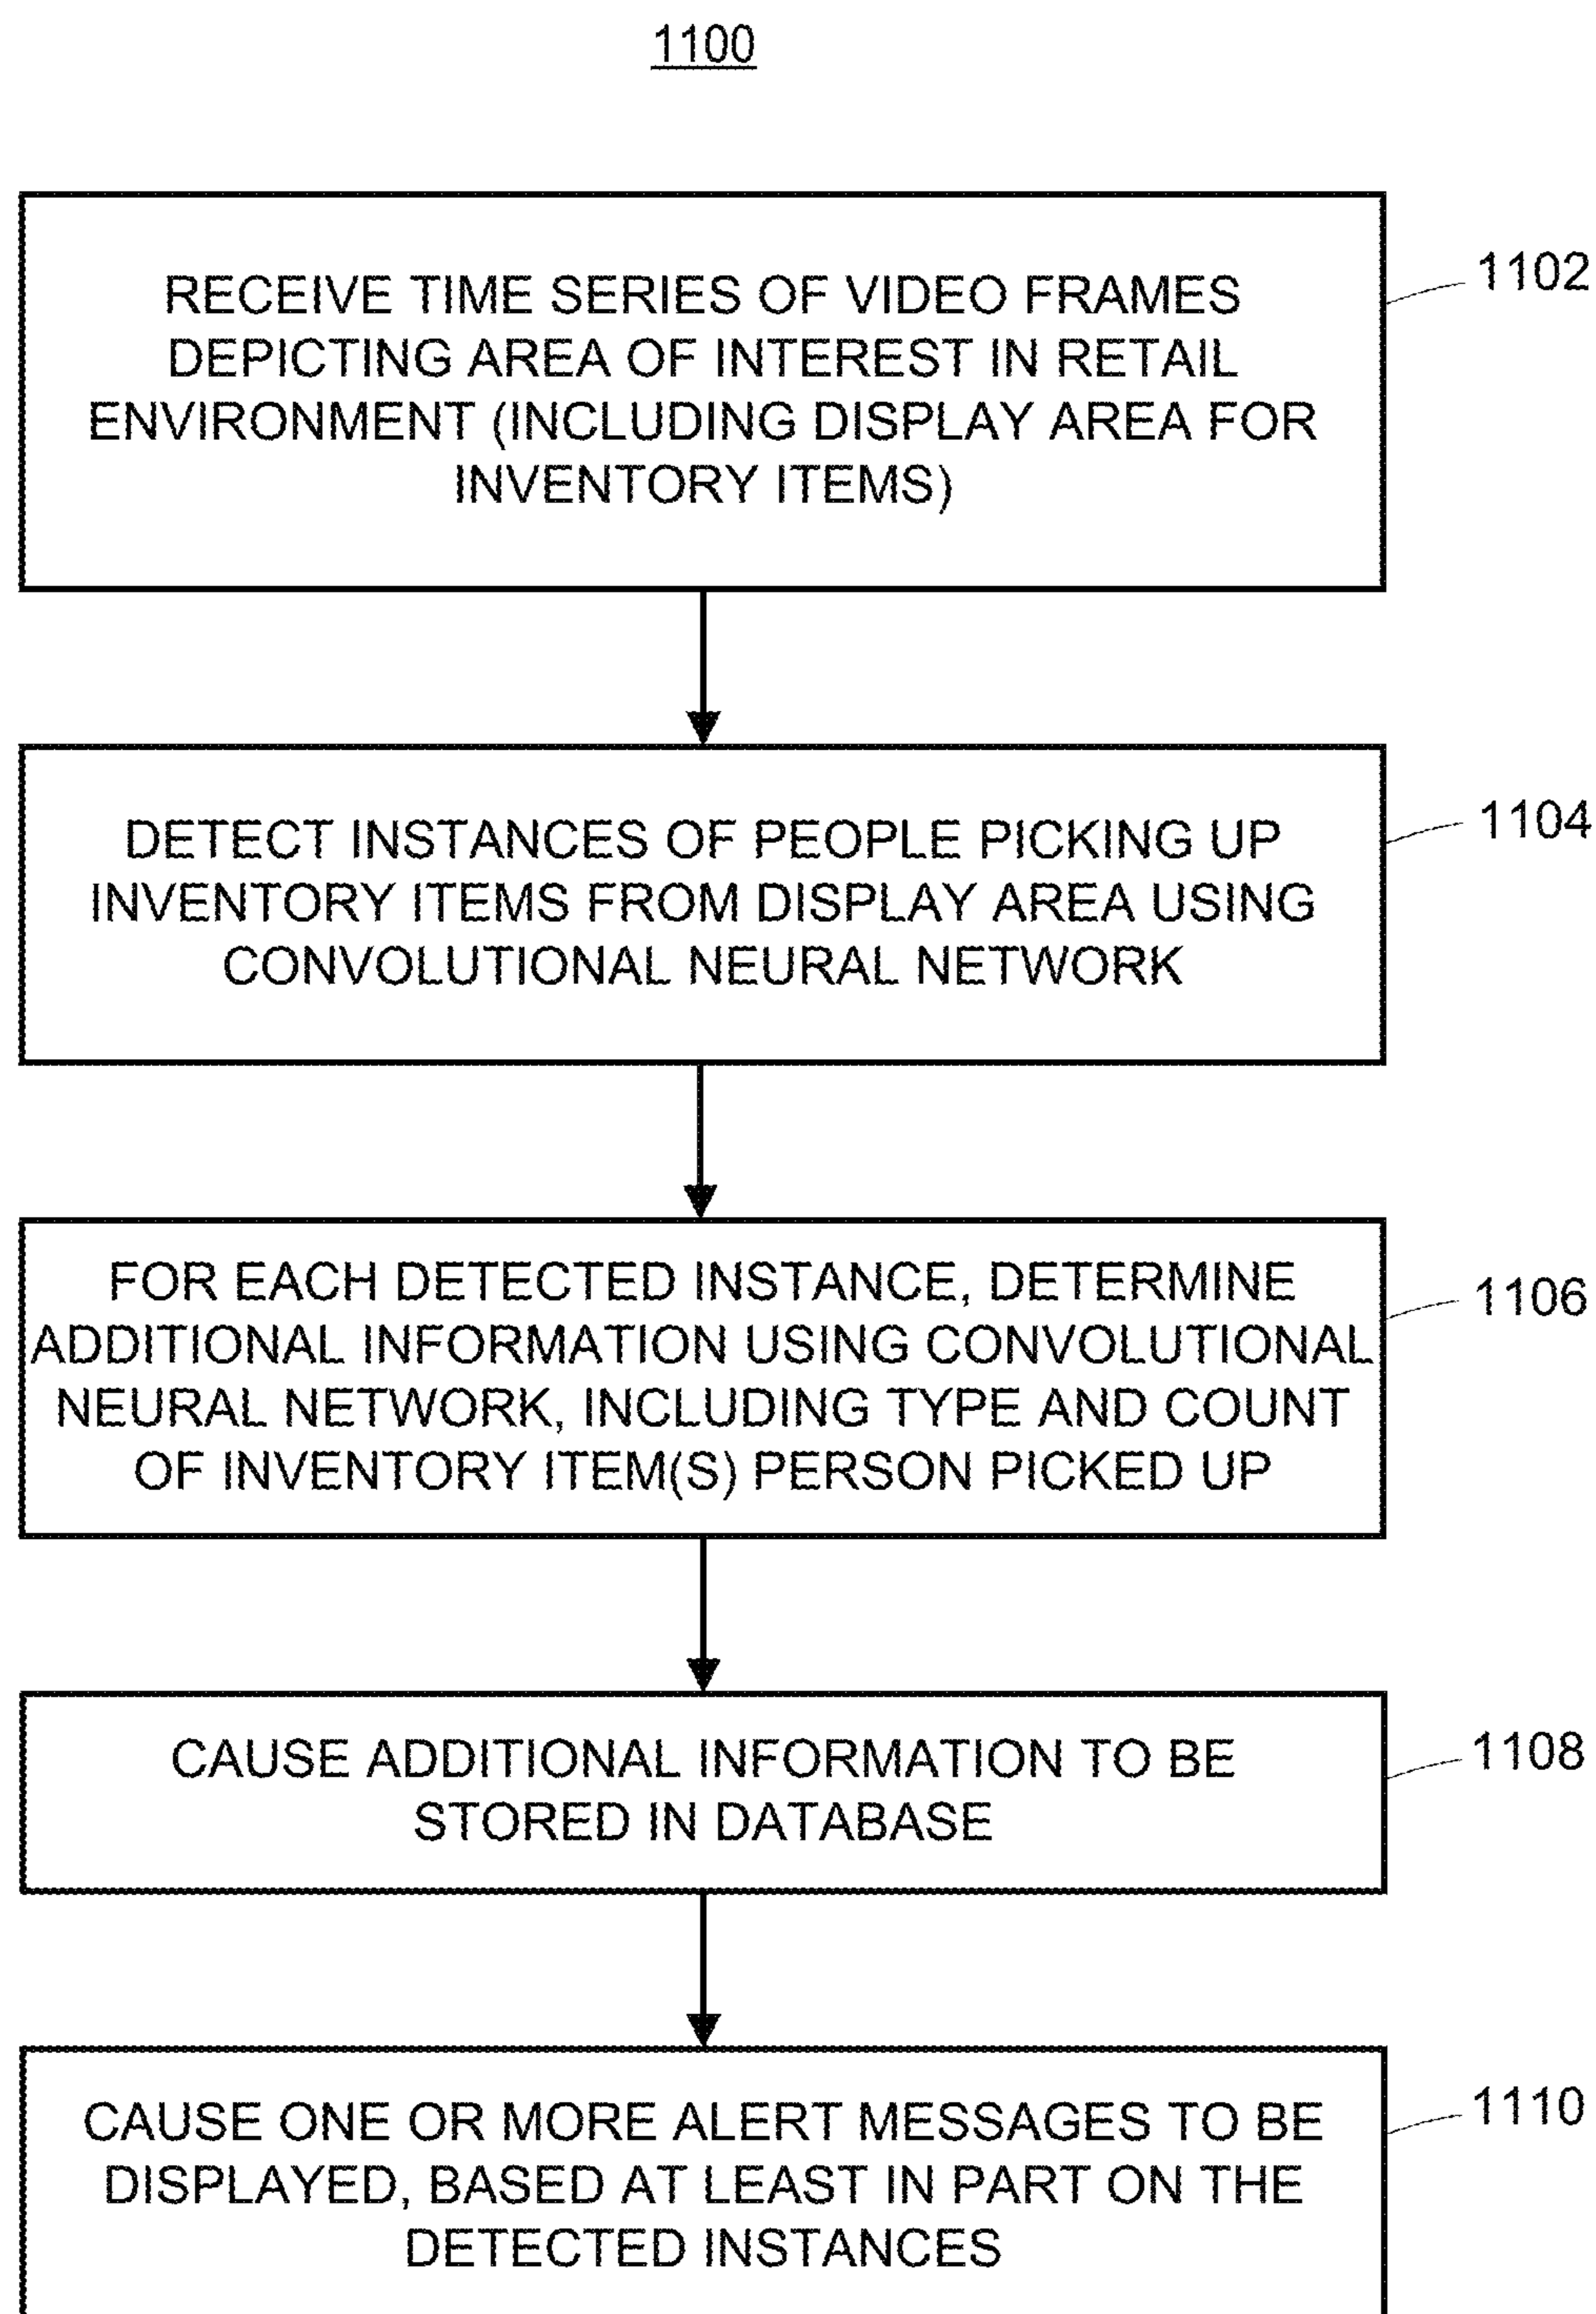 1100
RECEIVE TIME SERIES OF VIDEO FRAMES
DEPICTING AREA OF INTEREST IN RETAIL
ENVIRONMENT (INCLUDING DISPLAY AREA FOR
INVENTORY ITEMS)
1102
DETECT INSTANCES OF PEOPLE PICKING UP
INVENTORY ITEMS FROM DISPLAY AREA USING
CONVOLUTIONAL NEURAL NETWORK
1104
FOR EACH DETECTED INSTANCE, DETERMINE
ADDITIONAL INFORMATION USING CONVOLUTIONAL
NEURAL NETWORK, INCLUDING TYPE AND COUNT
OF INVENTORY ITEM(S) PERSON PICKED UP
1106
CAUSE ADDITIONAL INFORMATION TO BE
STORED IN DATABASE
1108
CAUSE ONE OR MORE ALERT MESSAGES TO BE
DISPLAYED, BASED AT LEAST IN PART ON THE
DETECTED INSTANCES
1110